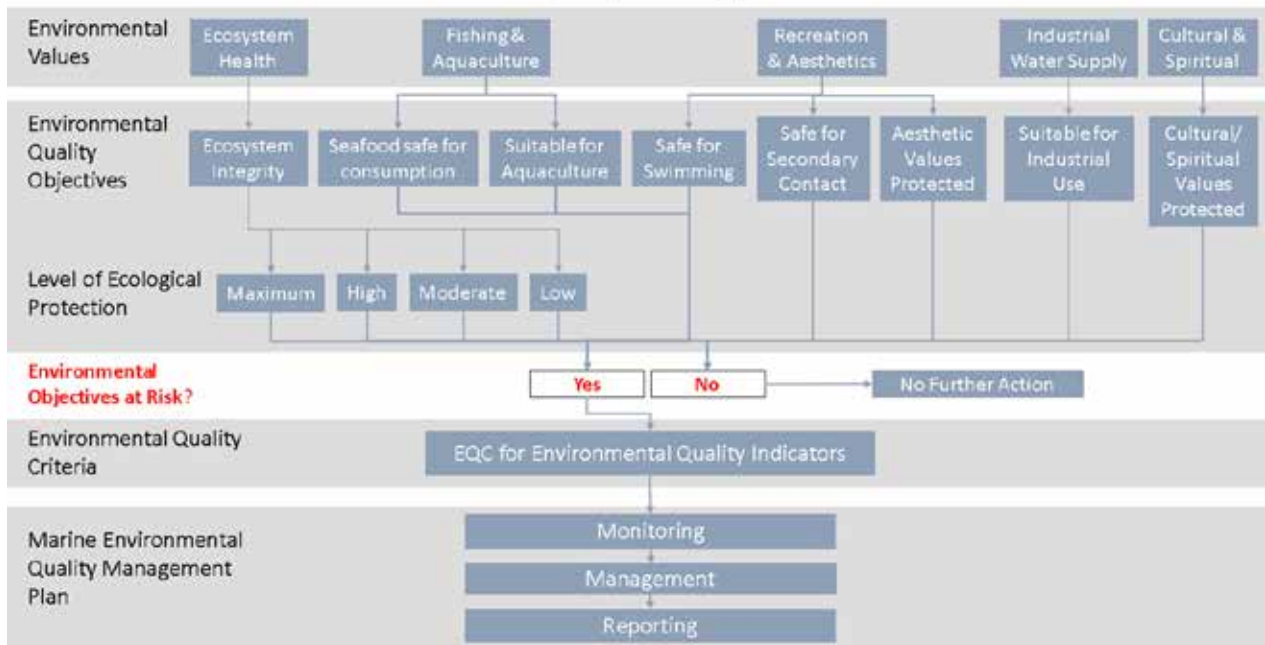 Environmental
Values
Ecosystem
Health
Fishing &
Aquaculture
Recreation
& Aesthetics
Industrial
Water Supply
Cultural &
Spiritual
Environmental
Quality
Objectives
Ecosystem
Integrity
Seafood safe for
consumption
Suitable for
Aquaculture
Safe for
Swimming
Safe for
Secondary
Contact
Aesthetic
Values
Protected
Suitable for
Industrial
Use
Cultural/
Spiritual
Values
Protected
Level of Ecological
Protection
Maximum
High
Moderate
Low
Environmental
Objectives at Risk?
Yes
No
No Further Action
Environmental Quality
Criteria
EQC for Environmental Quality Indicators
Marine Environmental
Quality Management
Plan
Monitoring
Management
Reporting